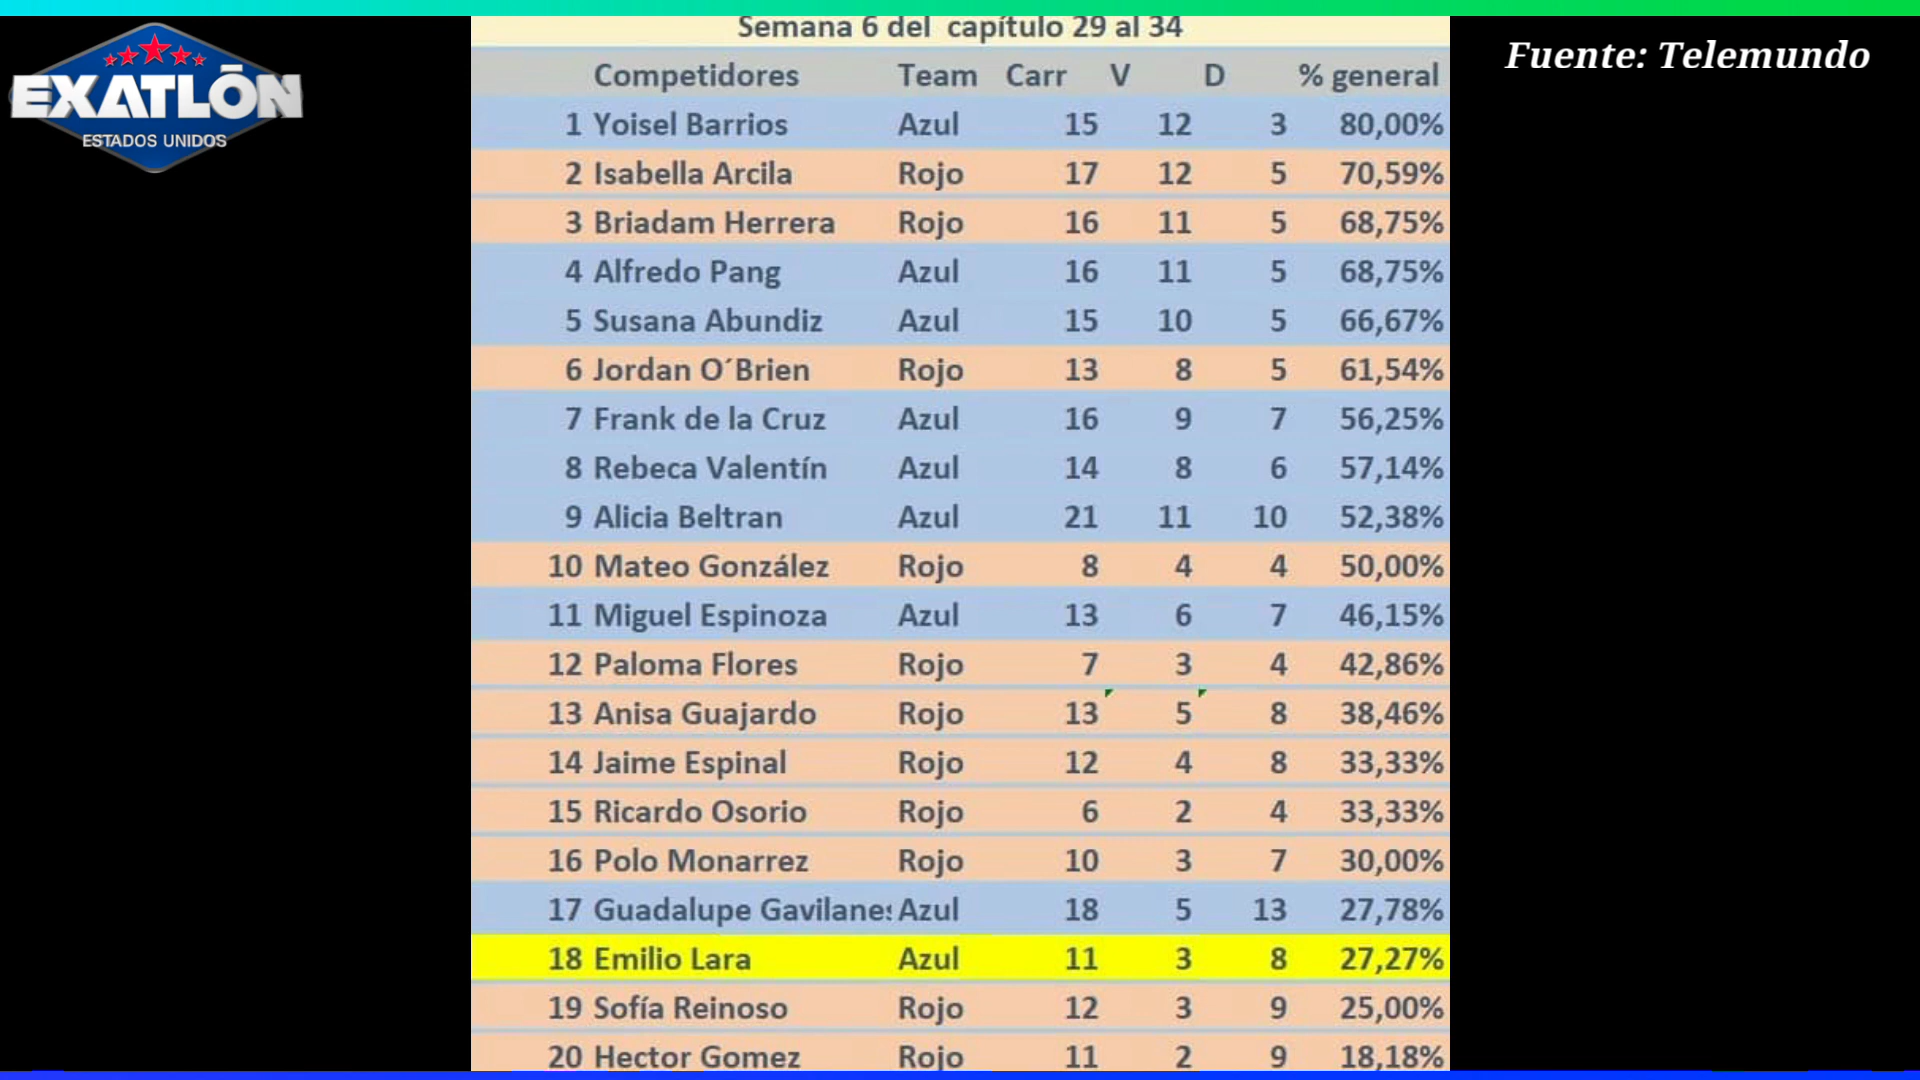 EXATLÓN
ESTADOS UNIDOS
Fuente: Telemundo
Semana 6 del capítulo 29 al 34
Competidores Team Carr V D % general
1 Yoisel Barrios Azul 15 12 3 80,00%
2 Isabella Arcila Rojo 17 12 5 70,59%
3 Briadam Herrera Rojo 16 11 5 68,75%
4 Alfredo Pang Azul 16 11 5 68,75%
5 Susana Abundiz Azul 15 10 5 66,67%
6 Jordan O´Brien Rojo 13 8 5 61,54%
7 Frank de la Cruz Azul 16 9 7 56,25%
8 Rebeca Valentín Azul 14 8 6 57,14%
9 Alicia Beltran Azul 21 11 10 52,38%
10 Mateo González Rojo 8 4 4 50,00%
11 Miguel Espinoza Azul 13 6 7 46,15%
12 Paloma Flores Rojo 7 3 4 42,86%
13 Anisa Guajardo Rojo 13 5 8 38,46%
14 Jaime Espinal Rojo 12 4 8 33,33%
15 Ricardo Osorio Rojo 6 2 4 33,33%
16 Polo Monarrez Rojo 10 3 7 30,00%
17 Guadalupe Gavilanes Azul 18 5 13 27,78%
18 Emilio Lara Azul 11 3 8 27,27%
19 Sofía Reinoso Rojo 12 3 9 25,00%
20 Hector Gomez Rojo 11 2 9 18,18%